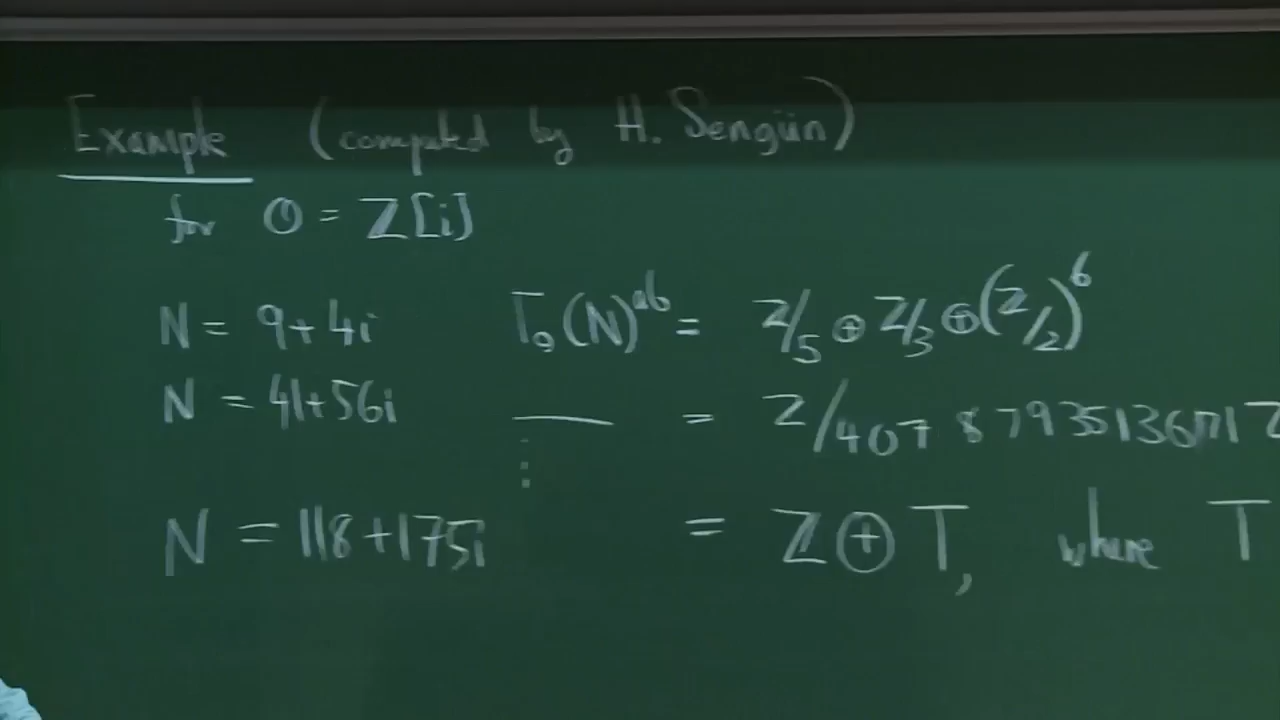 Example (computed by H. Sengün)
for O = Z[i]
N = 9+4i Γ₀(N)^ab = Z/5 ⊕ Z/3 ⊕ (Z/2)^6
N = 41+56i —— = Z/4078793513671
⋮
N = 118+175i = Z ⊕ T, where T